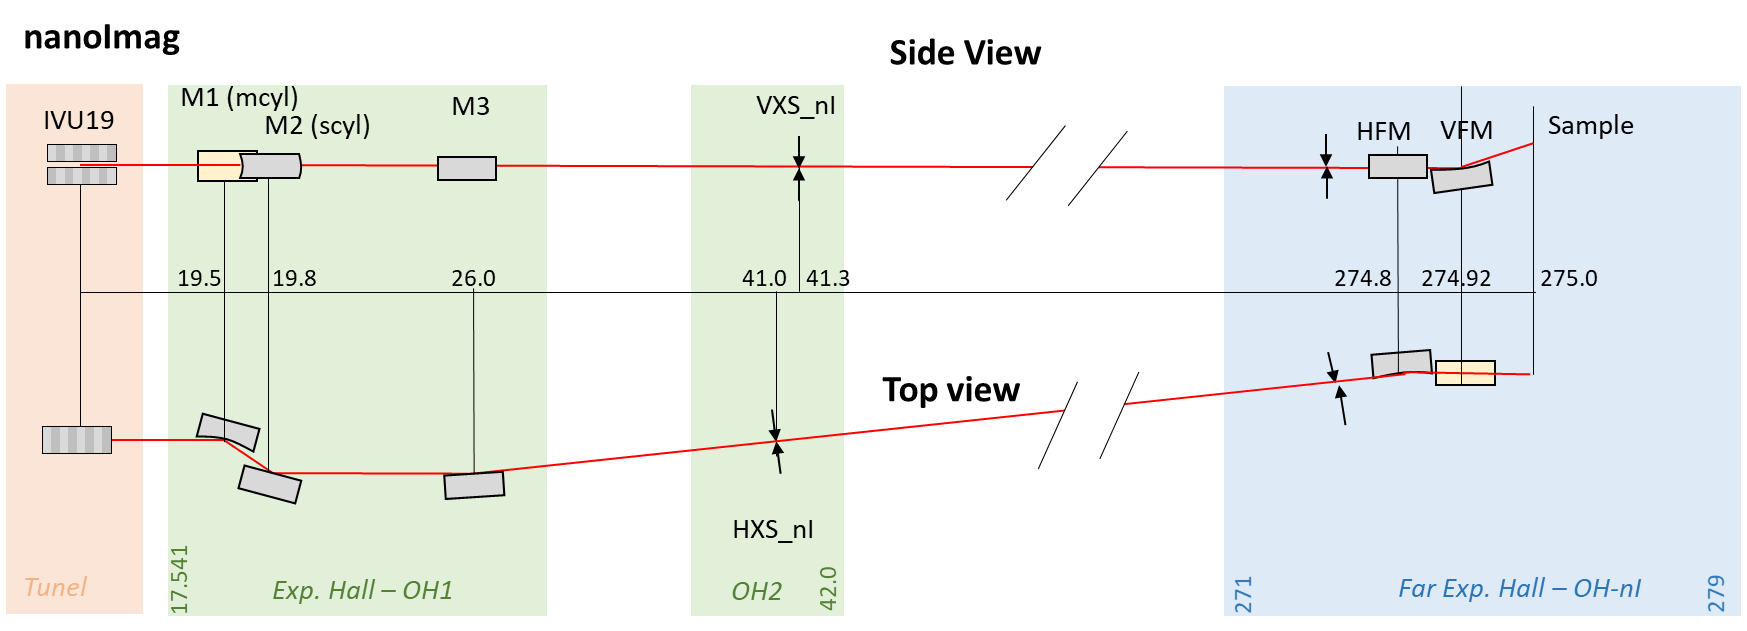 nanoImag
Side View
IVU19
M1 (mcyl)
M2 (scyl)
M3
VXS_nI
HFM
VFM
Sample
19.5
19.8
26.0
41.0
41.3
274.8
274.92
275.0
Top view
HXS_nI
Tunel
17.541
Exp. Hall – OH1
OH2
42.0
271
Far Exp. Hall – OH-nI
279